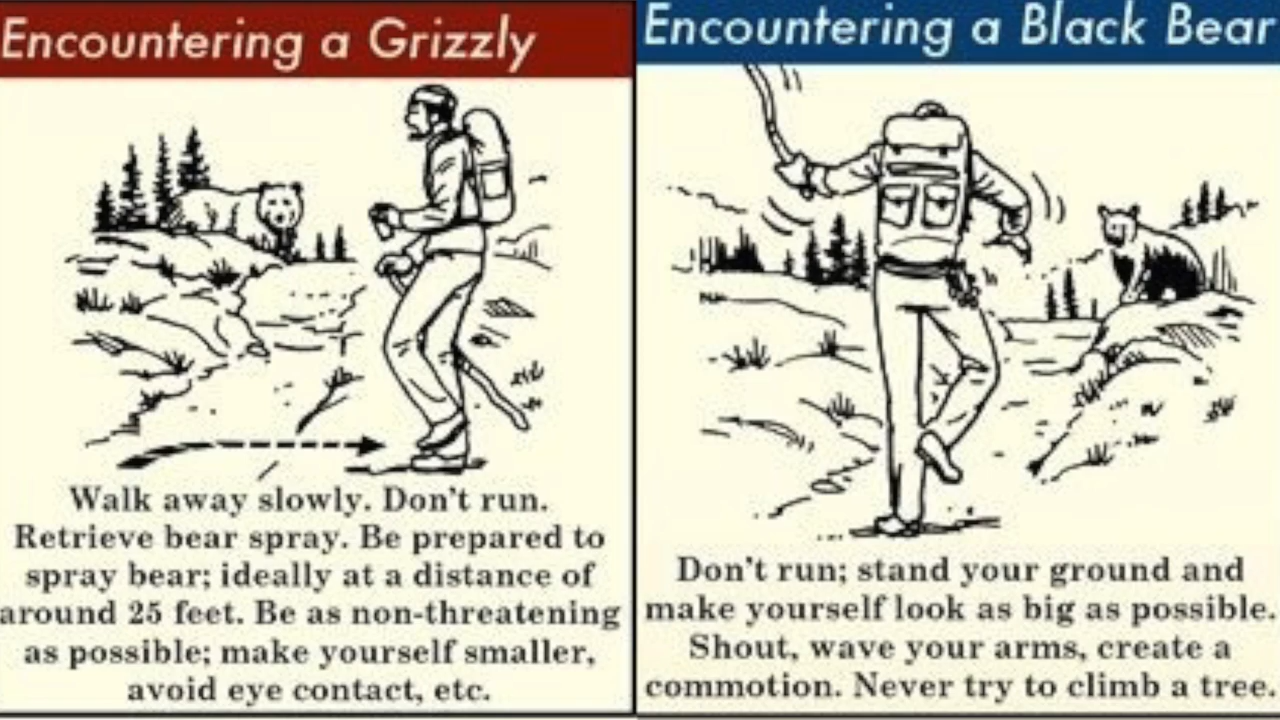 Encountering a Grizzly
Walk away slowly. Don't run.
Retrieve bear spray. Be prepared to
spray bear; ideally at a distance of
around 25 feet. Be as non-threatening
as possible; make yourself smaller,
avoid eye contact, etc.
Encountering a Black Bear
Don't run; stand your ground and
make yourself look as big as possible.
Shout, wave your arms, create a
commotion. Never try to climb a tree.